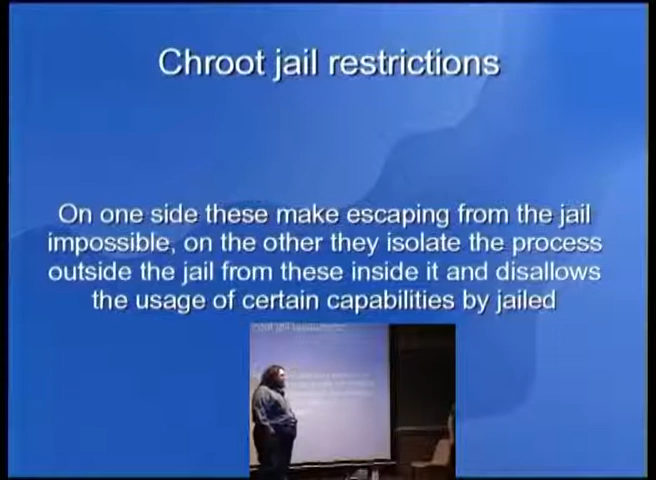 Chroot jail restrictions
On one side these make escaping from the jail
impossible, on the other they isolate the process
outside the jail from these inside it and disallows
the usage of certain capabilities by jailed